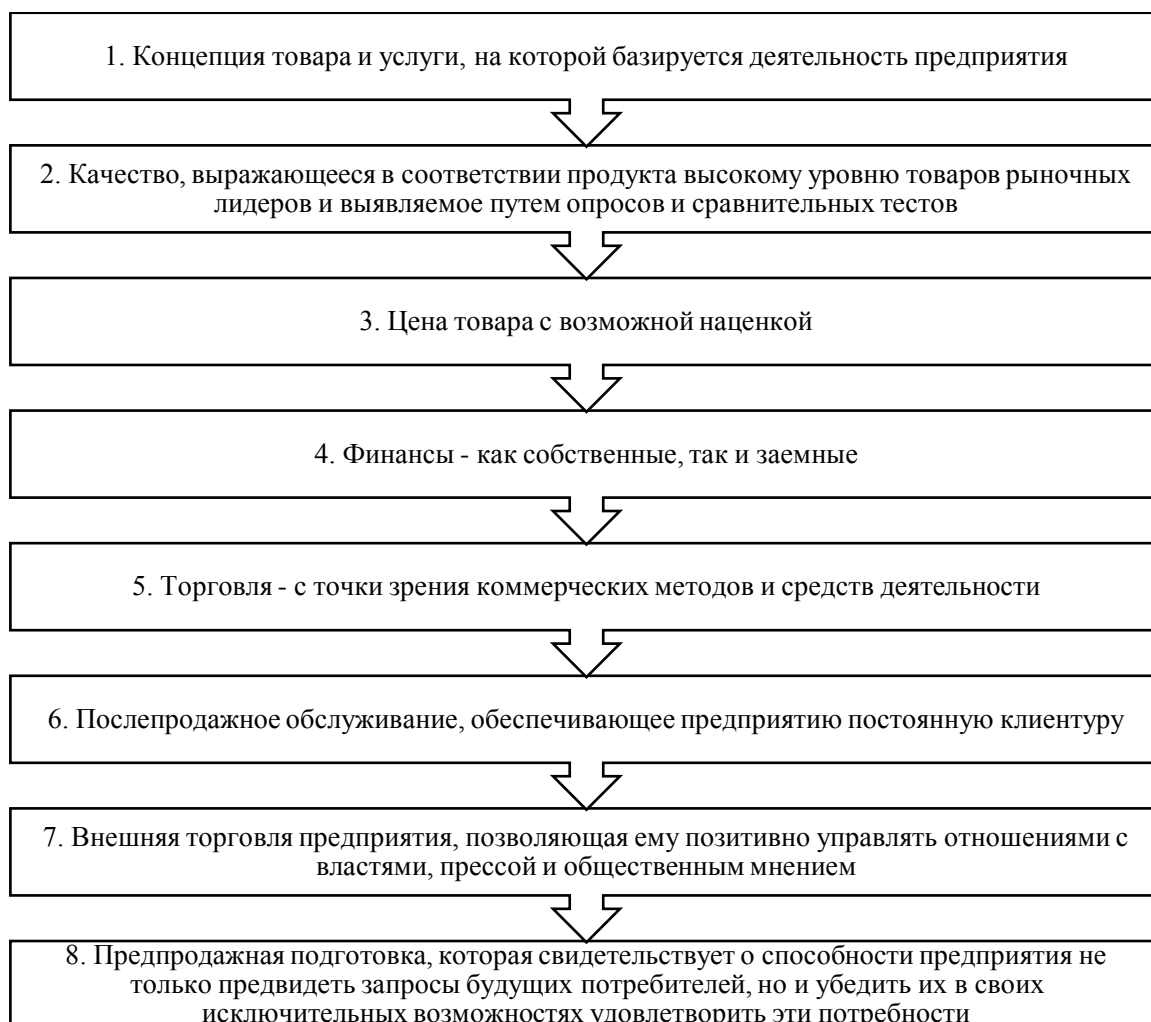 1. Концепция товара и услуги, на которой базируется деятельность предприятия
2. Качество, выражающееся в соответствии продукта высокому уровню товаров рыночных
лидеров и выявляемое путем опросов и сравнительных тестов
3. Цена товара с возможной наценкой
4. Финансы - как собственные, так и заемные
5. Торговля - с точки зрения коммерческих методов и средств деятельности
6. Послепродажное обслуживание, обеспечивающее предприятию постоянную клиентуру
7. Внешняя торговля предприятия, позволяющая ему позитивно управлять отношениями с
властями, прессой и общественным мнением
8. Предпродажная подготовка, которая свидетельствует о способности предприятия не
только предвидеть запросы будущих потребителей, но и убедить их в своих
исключительных возможностях удовлетворить эти потребности